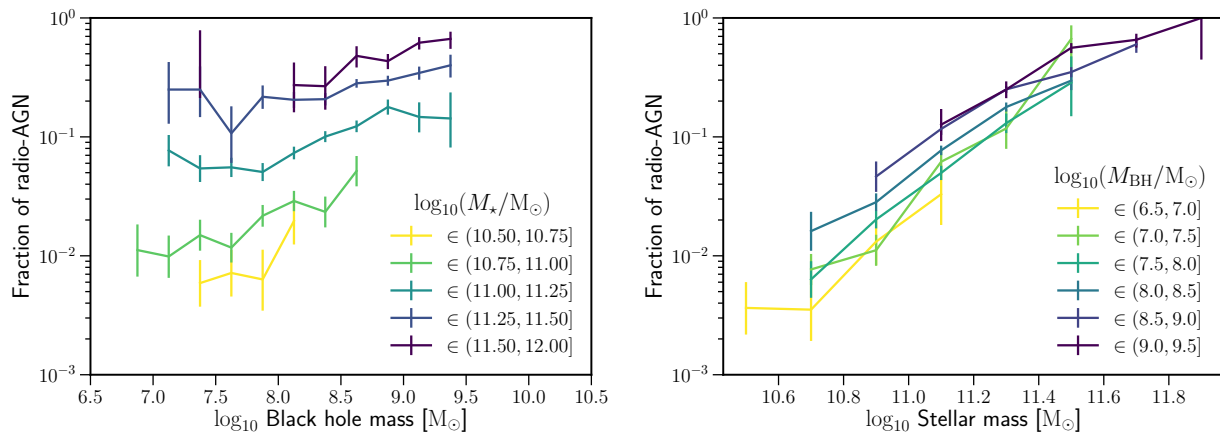 10⁰
10⁻¹
10⁻²
10⁻³
Fraction of radio-AGN
6.5 7.0 7.5 8.0 8.5 9.0 9.5 10.0 10.5
log₁₀ Black hole mass [M⊙]
log₁₀(M⋆/M⊙)
∈ (10.50, 10.75]
∈ (10.75, 11.00]
∈ (11.00, 11.25]
∈ (11.25, 11.50]
∈ (11.50, 12.00]
10⁰
10⁻¹
10⁻²
10⁻³
Fraction of radio-AGN
10.6 10.8 11.0 11.2 11.4 11.6 11.8
log₁₀ Stellar mass [M⊙]
log₁₀(M_BH/M⊙)
∈ (6.5, 7.0]
∈ (7.0, 7.5]
∈ (7.5, 8.0]
∈ (8.0, 8.5]
∈ (8.5, 9.0]
∈ (9.0, 9.5]